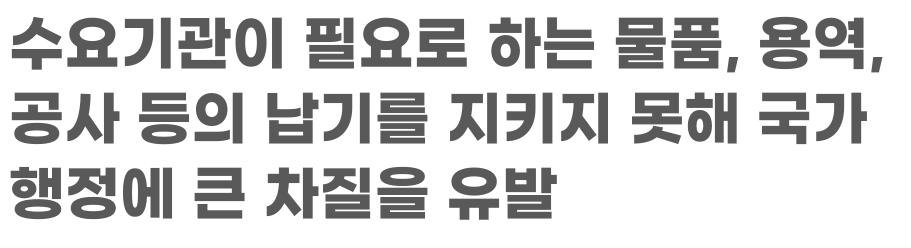 수요기관이 필요로 하는 물품, 용역,
공사 등의 납기를 지키지 못해 국가
행정에 큰 차질을 유발